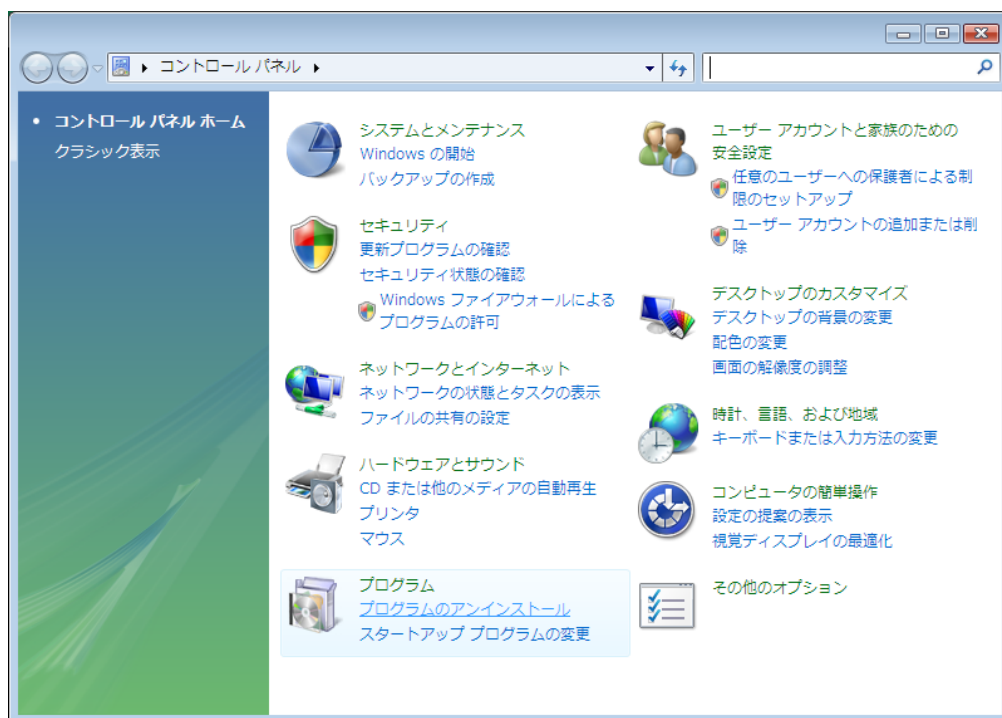 コントロール パネル
コントロール パネル ホーム
クラシック表示
システムとメンテナンス
Windows の開始
バックアップの作成
セキュリティ
更新プログラムの確認
セキュリティ状態の確認
Windows ファイアウォールによる
プログラムの許可
ネットワークとインターネット
ネットワークの状態とタスクの表示
ファイルの共有の設定
ハードウェアとサウンド
CD または他のメディアの自動再生
プリンタ
マウス
プログラム
プログラムのアンインストール
スタートアップ プログラムの変更
ユーザー アカウントと家族のための
安全設定
任意のユーザーへの保護者による制
限のセットアップ
ユーザー アカウントの追加または削
除
デスクトップのカスタマイズ
デスクトップの背景の変更
配色の変更
画面の解像度の調整
時計、言語、および地域
キーボードまたは入力方法の変更
コンピュータの簡単操作
設定の提案の表示
視覚ディスプレイの最適化
その他のオプション